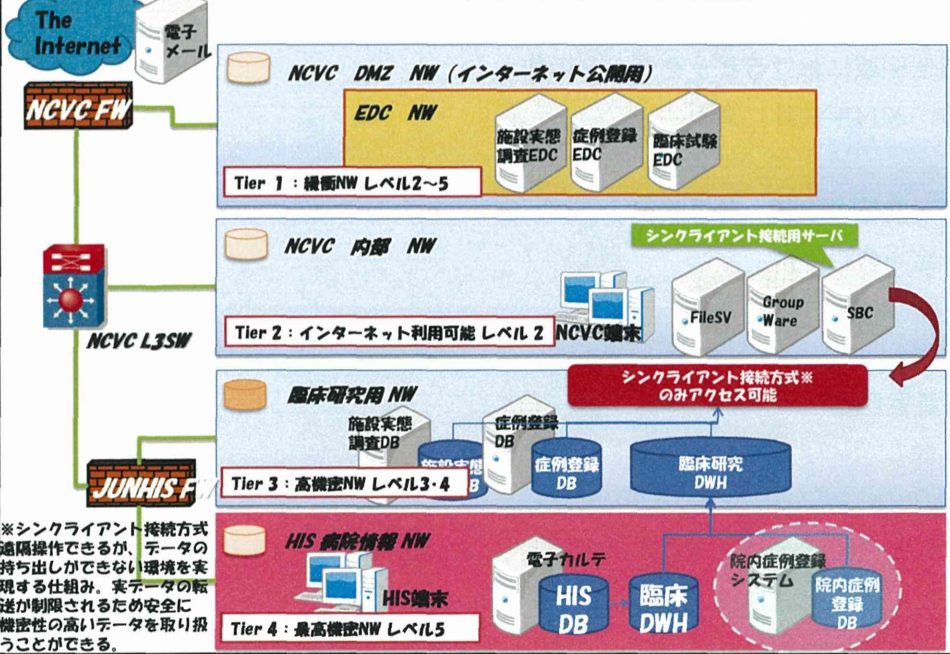 The
Internet
電子
メール
NCVC FW
NCVC DMZ NW（インターネット公開用）
EDC NW
施設実態
調査EDC
症例登録
EDC
臨床試験
EDC
Tier 1：緩衝NW レベル2〜5
NCVC 内部 NW
シンクライアント接続用サーバ
FileSV
Group
Ware
SBC
NCVC端末
Tier 2：インターネット利用可能 レベル 2
NCVC L3SW
シンクライアント接続方式※
のみアクセス可能
臨床研究用 NW
施設実態
調査DB
症例登録
DB
症例登録
DB
臨床研究
DWH
Tier 3：高機密NW レベル3・4
JUNHIS F
HIS 病院情報 NW
電子カルテ
HIS
DB
臨床
DWH
院内症例登録
システム
院内症例
登録
DB
HIS端末
Tier 4：最高機密NW レベル5
※シンクライアント接続方式
遠隔操作できるが、データの
持ち出しができない環境を実
現する仕組み。実データの転
送が制限されるため安全に
機密性の高いデータを取り扱
うことができる。